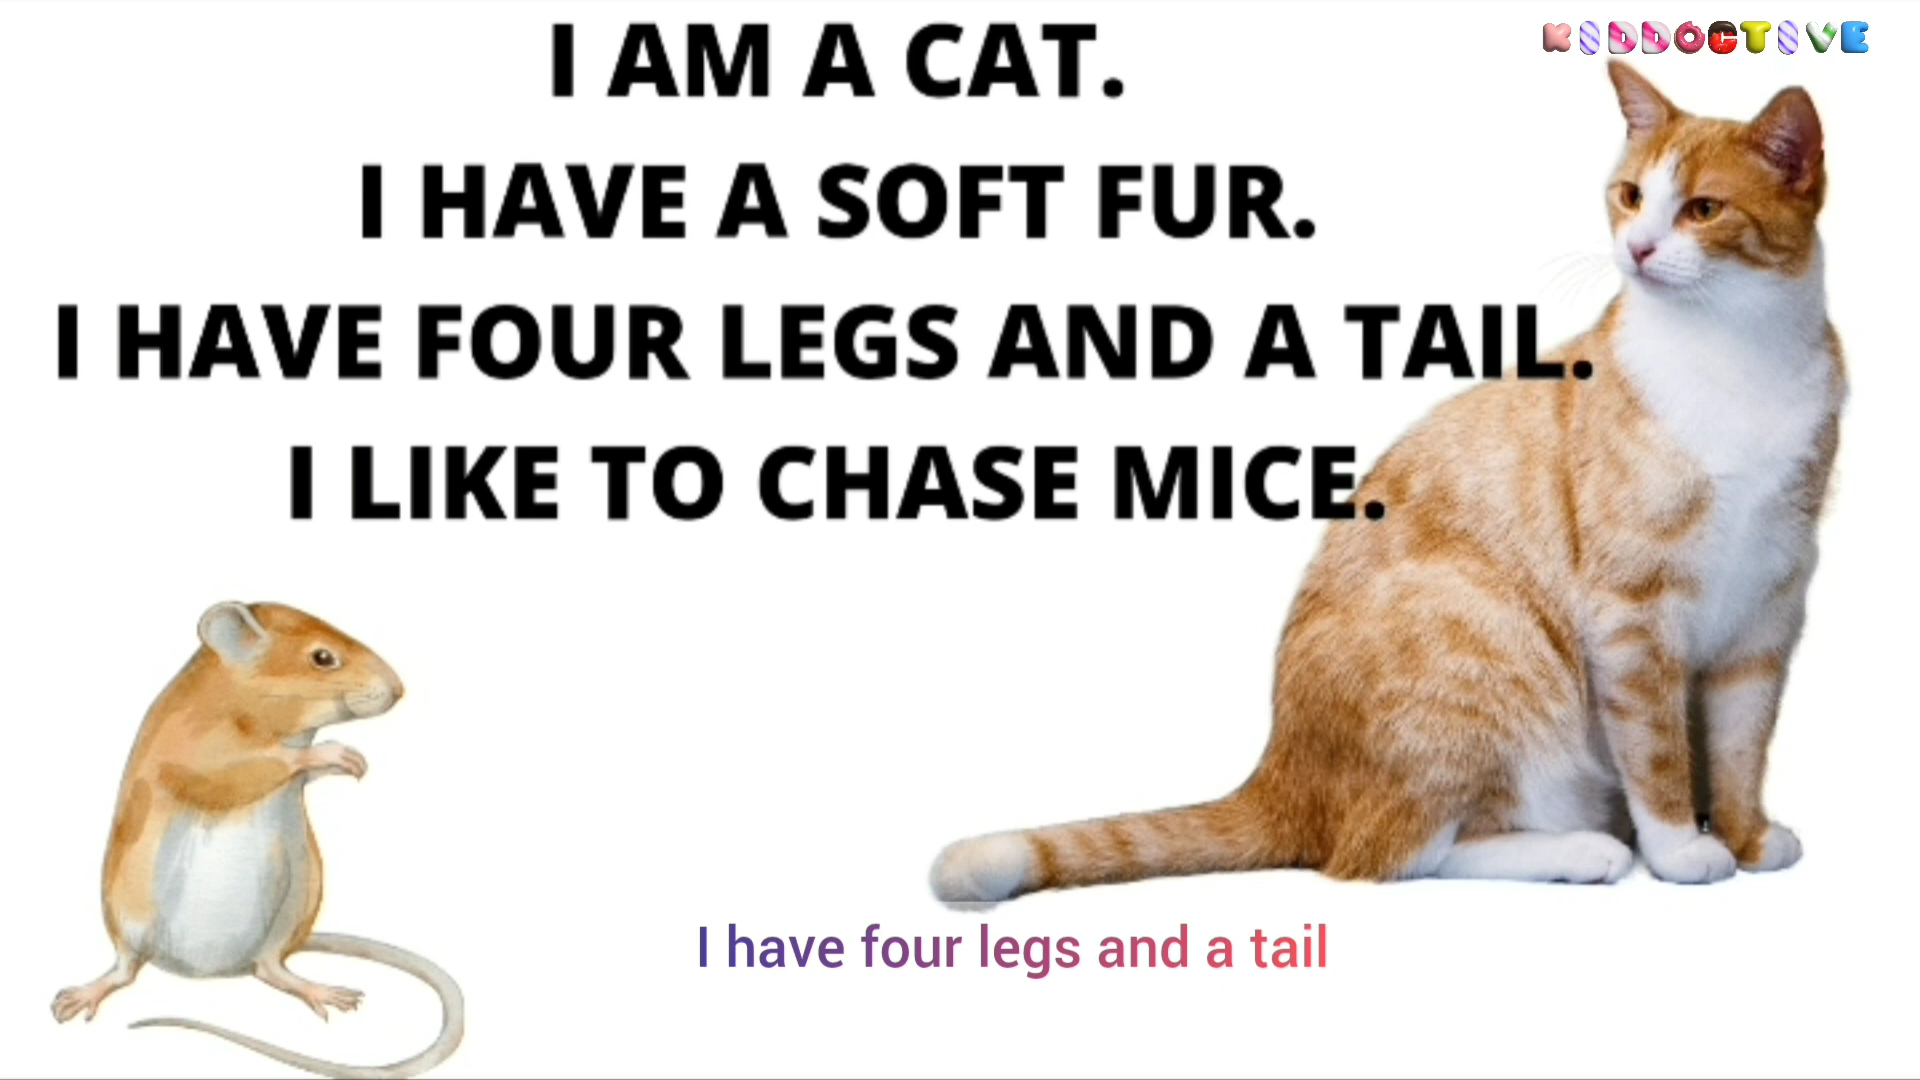 KIDDOCTIVE
I AM A CAT.
I HAVE A SOFT FUR.
I HAVE FOUR LEGS AND A TAIL.
I LIKE TO CHASE MICE.
I have four legs and a tail